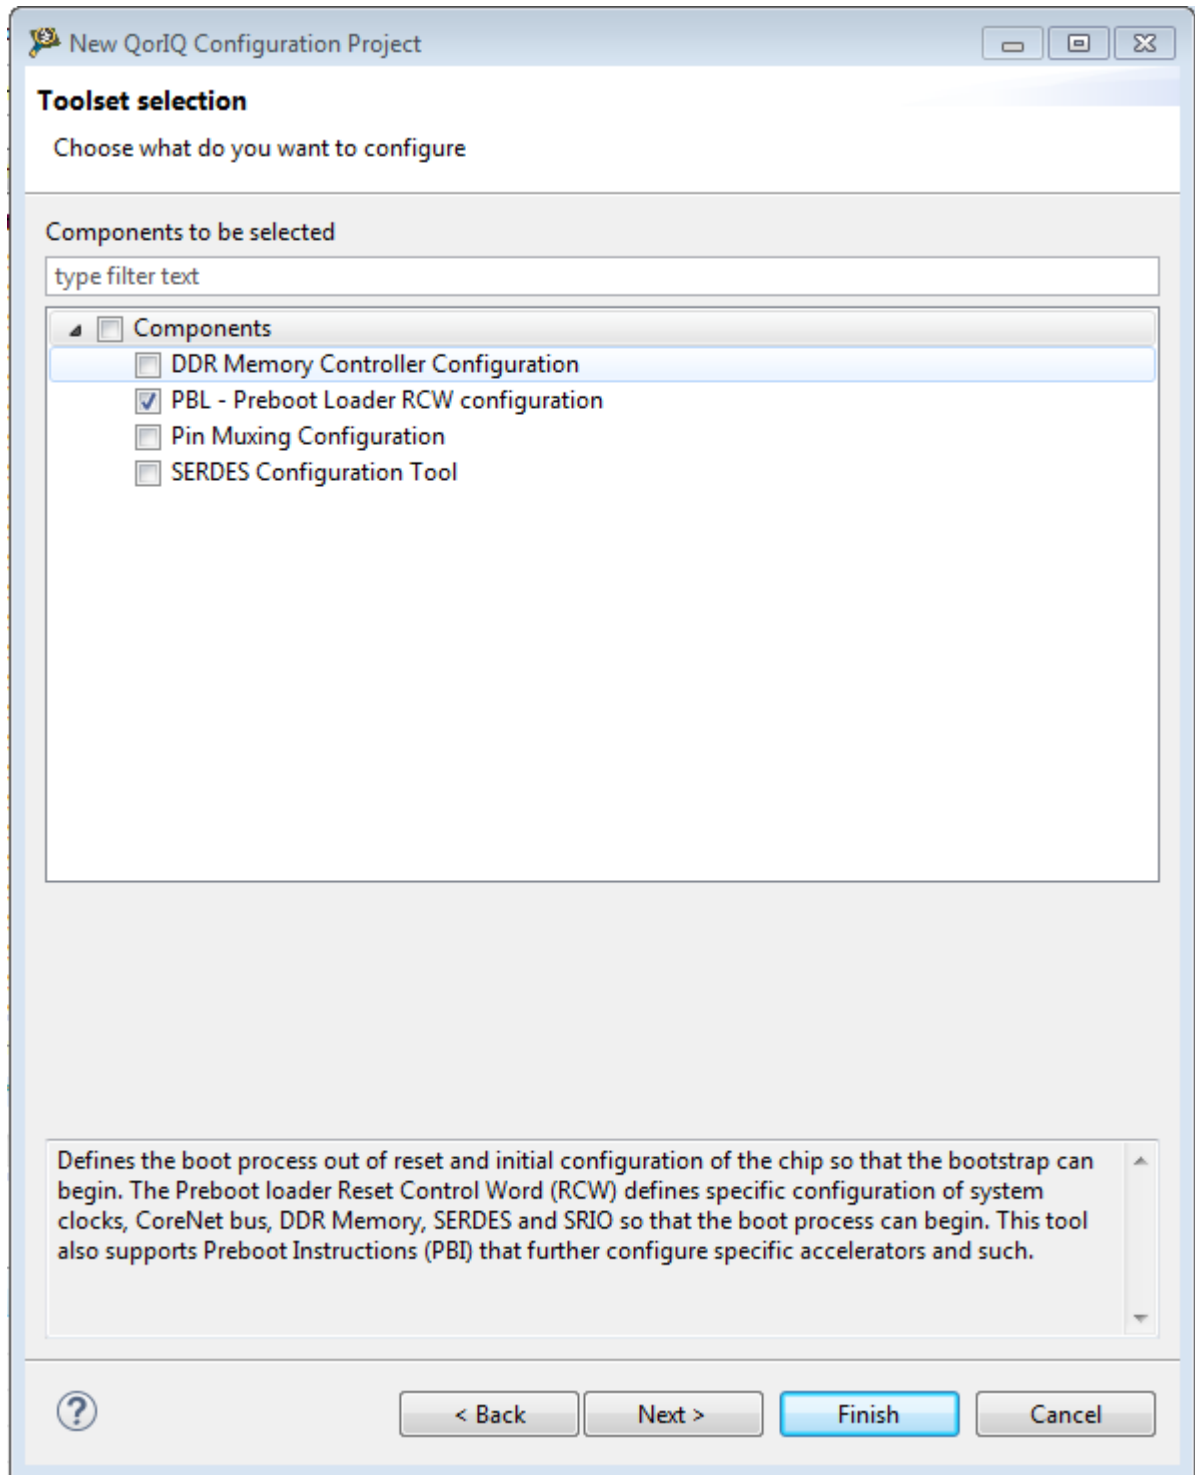 New QorIQ Configuration Project
Toolset selection
Choose what do you want to configure
Components to be selected
type filter text
Components
DDR Memory Controller Configuration
PBL - Preboot Loader RCW configuration
Pin Muxing Configuration
SERDES Configuration Tool
Defines the boot process out of reset and initial configuration of the chip so that the bootstrap can
begin. The Preboot loader Reset Control Word (RCW) defines specific configuration of system
clocks, CoreNet bus, DDR Memory, SERDES and SRIO so that the boot process can begin. This tool
also supports Preboot Instructions (PBI) that further configure specific accelerators and such.
?
< Back
Next >
Finish
Cancel